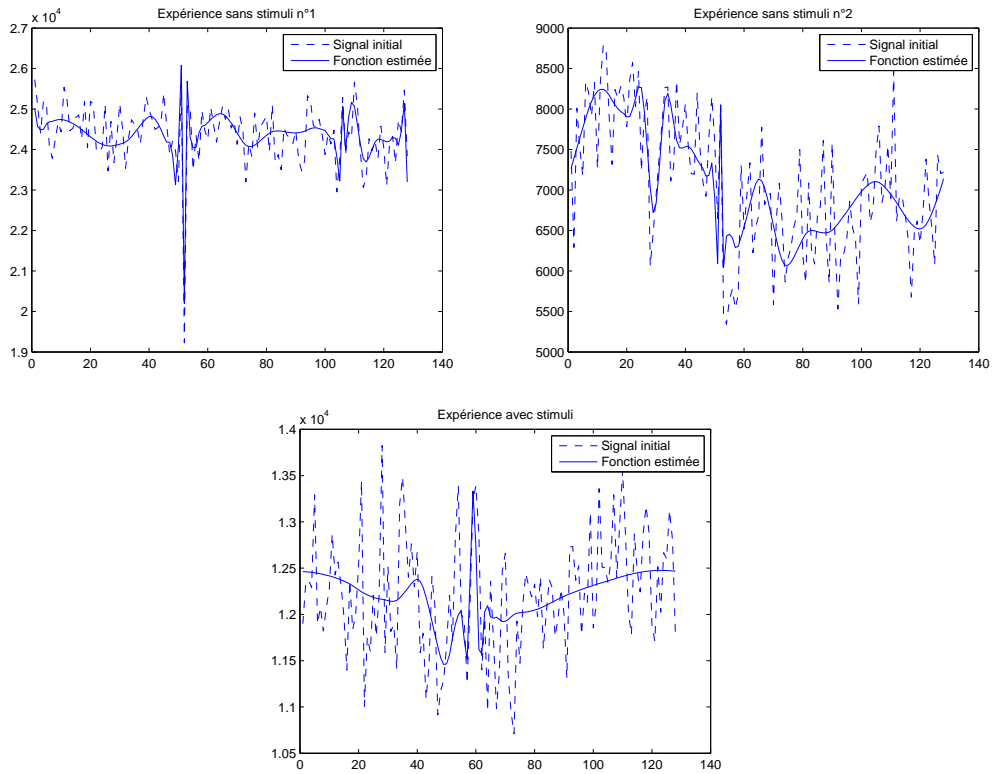 Expérience sans stimuli n°1
x 10^4
2.7
2.6
2.5
2.4
2.3
2.2
2.1
2
1.9
0 20 40 60 80 100 120 140
Signal initial
Fonction estimée
Expérience sans stimuli n°2
9000
8500
8000
7500
7000
6500
6000
5500
5000
0 20 40 60 80 100 120 140
Signal initial
Fonction estimée
Expérience avec stimuli
x 10^4
1.4
1.35
1.3
1.25
1.2
1.15
1.1
1.05
0 20 40 60 80 100 120 140
Signal initial
Fonction estimée